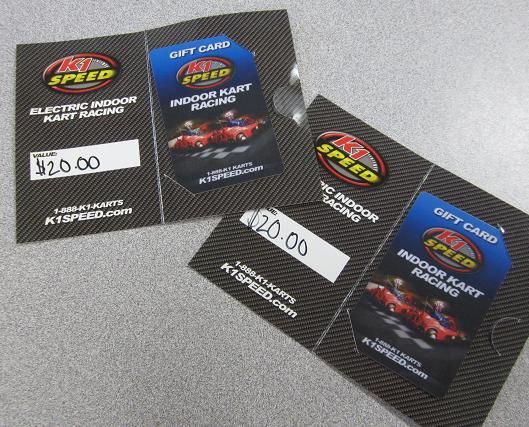 K1
SPEED
ELECTRIC INDOOR
KART RACING
VALUE:
$20.00
1-888-K1-KARTS
K1SPEED.com
GIFT CARD
K1
SPEED
INDOOR KART
RACING
1-888-K1 KARTS
K1SPEED.com
K1
SPEED
ELECTRIC INDOOR
KART RACING
$20.00
1-888-K1-KARTS
K1SPEED.com
GIFT CARD
K1
SPEED
INDOOR KART
RACING
1-888-K1 KARTS
K1SPEED.com